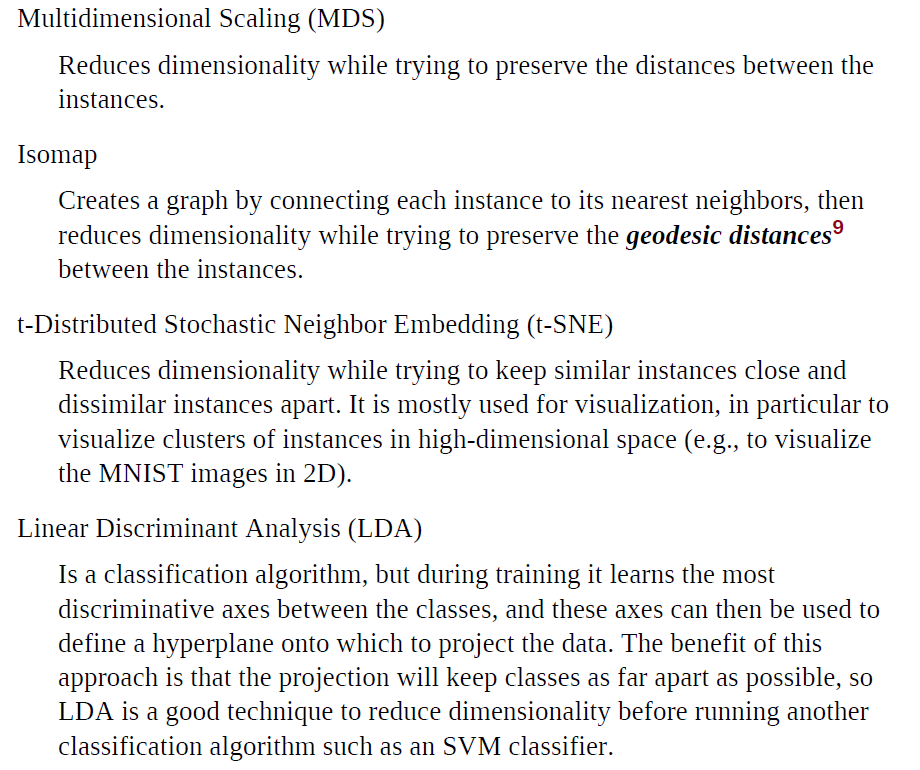 Multidimensional Scaling (MDS)
Reduces dimensionality while trying to preserve the distances between the
instances.
Isomap
Creates a graph by connecting each instance to its nearest neighbors, then
reduces dimensionality while trying to preserve the geodesic distances9
between the instances.
t-Distributed Stochastic Neighbor Embedding (t-SNE)
Reduces dimensionality while trying to keep similar instances close and
dissimilar instances apart. It is mostly used for visualization, in particular to
visualize clusters of instances in high-dimensional space (e.g., to visualize
the MNIST images in 2D).
Linear Discriminant Analysis (LDA)
Is a classification algorithm, but during training it learns the most
discriminative axes between the classes, and these axes can then be used to
define a hyperplane onto which to project the data. The benefit of this
approach is that the projection will keep classes as far apart as possible, so
LDA is a good technique to reduce dimensionality before running another
classification algorithm such as an SVM classifier.